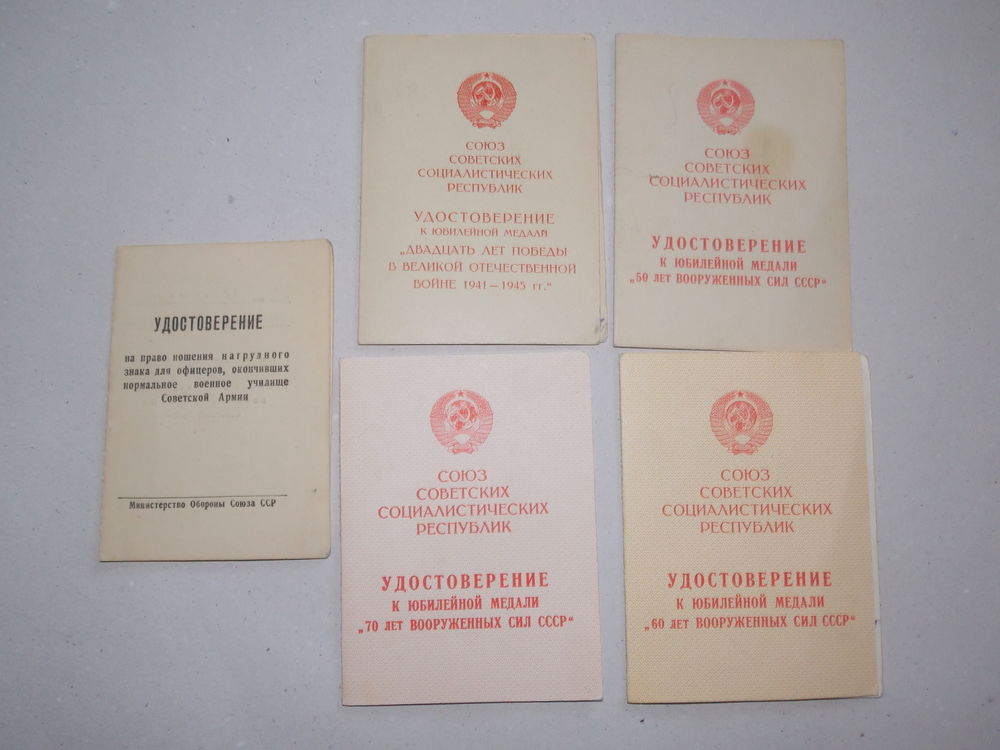 СОЮЗ
СОВЕТСКИХ
СОЦИАЛИСТИЧЕСКИХ
РЕСПУБЛИК
УДОСТОВЕРЕНИЕ
К ЮБИЛЕЙНОЙ МЕДАЛИ
„ДВАДЦАТЬ ЛЕТ ПОБЕДЫ
В ВЕЛИКОЙ ОТЕЧЕСТВЕННОЙ
ВОЙНЕ 1941—1945 гг.“
СОЮЗ
СОВЕТСКИХ
СОЦИАЛИСТИЧЕСКИХ
РЕСПУБЛИК
УДОСТОВЕРЕНИЕ
К ЮБИЛЕЙНОЙ МЕДАЛИ
„50 ЛЕТ ВООРУЖЕННЫХ СИЛ СССР“
УДОСТОВЕРЕНИЕ
на право ношения нагрудного
знака для офицеров, окончивших
нормальное военное училище
Советской Армии
Министерство Обороны Союза ССР
СОЮЗ
СОВЕТСКИХ
СОЦИАЛИСТИЧЕСКИХ
РЕСПУБЛИК
УДОСТОВЕРЕНИЕ
К ЮБИЛЕЙНОЙ МЕДАЛИ
„70 ЛЕТ ВООРУЖЕННЫХ СИЛ СССР“
СОЮЗ
СОВЕТСКИХ
СОЦИАЛИСТИЧЕСКИХ
РЕСПУБЛИК
УДОСТОВЕРЕНИЕ
К ЮБИЛЕЙНОЙ МЕДАЛИ
„60 ЛЕТ ВООРУЖЕННЫХ СИЛ СССР“